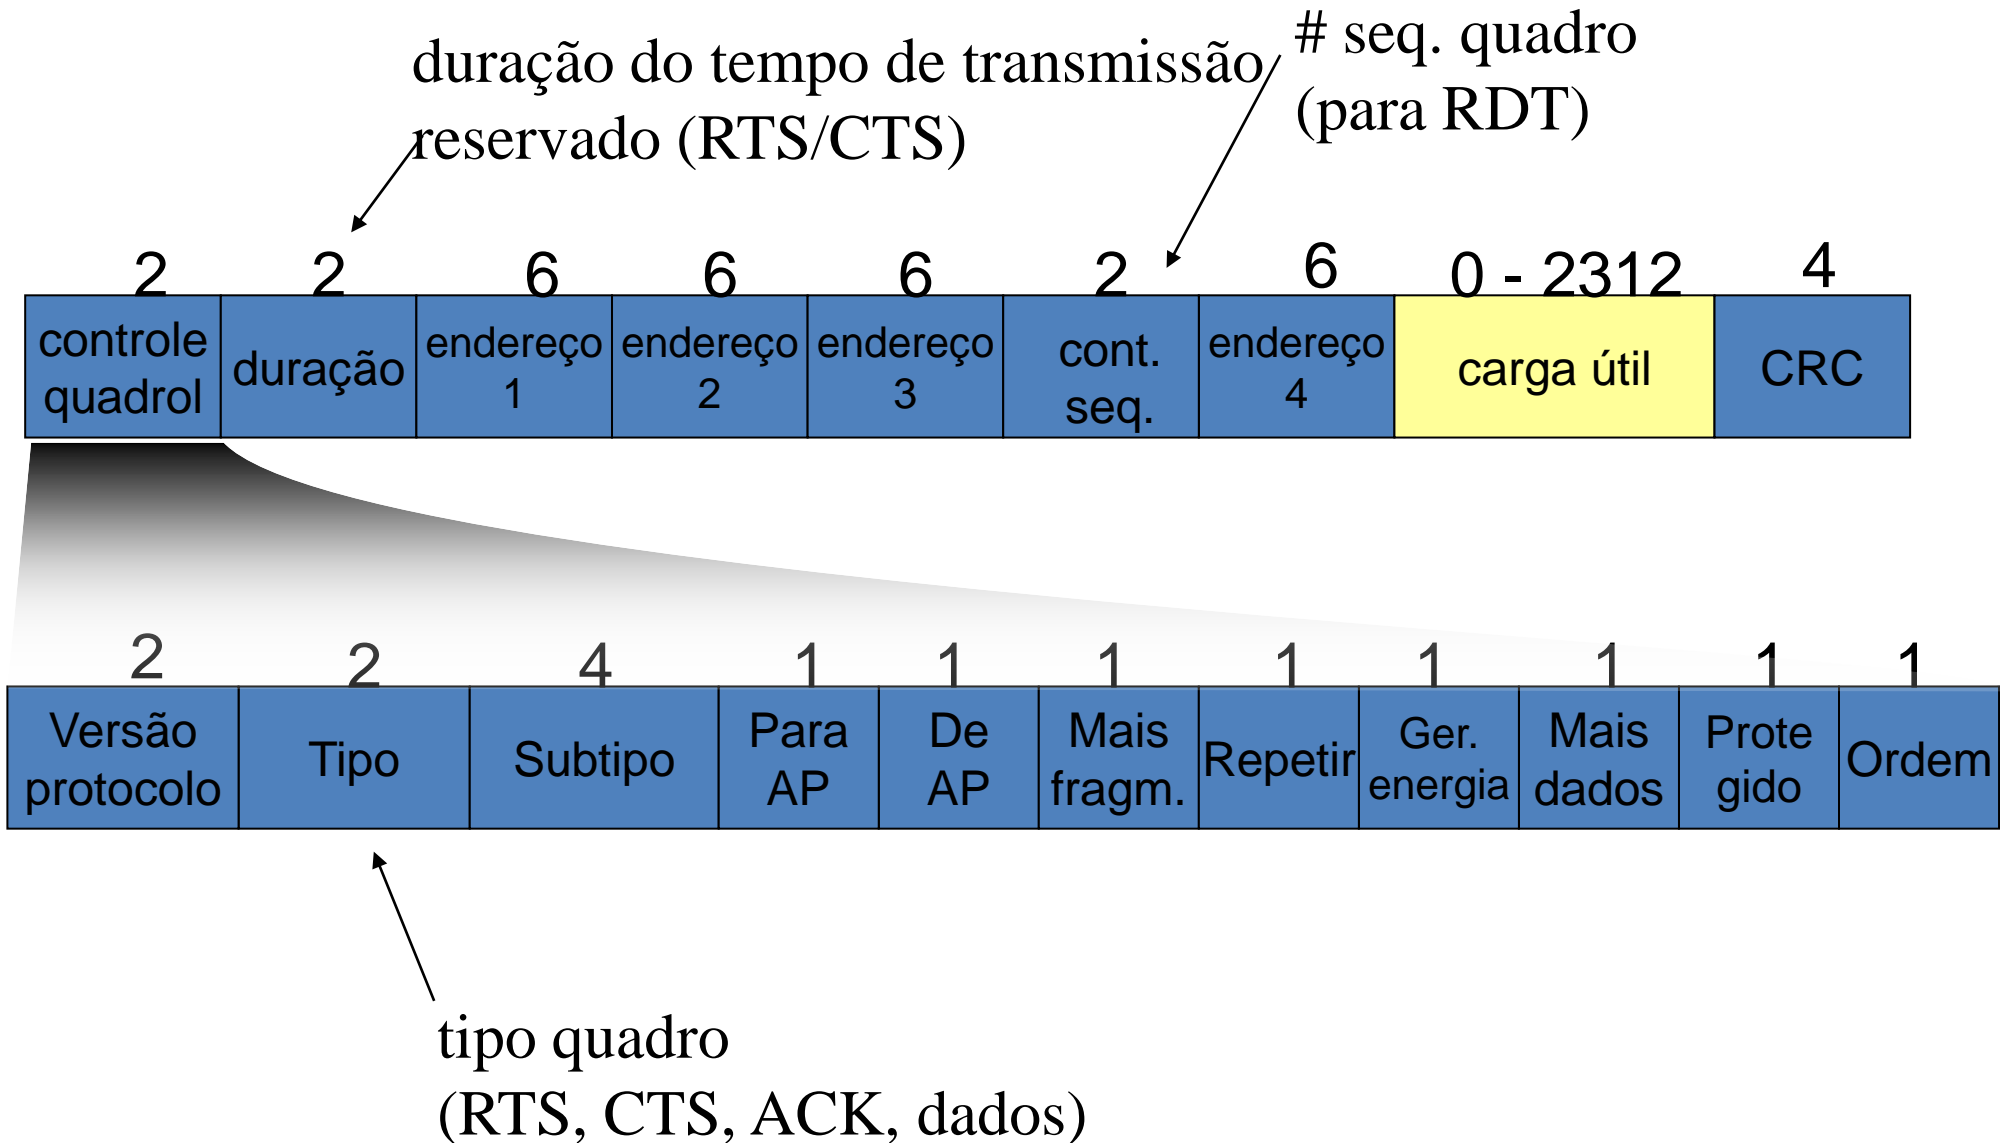 duração do tempo de transmissão
reservado (RTS/CTS)
# seq. quadro
(para RDT)
2 2 6 6 6 2 6 0 - 2312 4
controle
quadrol
duração
endereço
1
endereço
2
endereço
3
cont.
seq.
endereço
4
carga útil
CRC
2 2 4 1 1 1 1 1 1 1 1
Versão
protocolo
Tipo
Subtipo
Para
AP
De
AP
Mais
fragm.
Repetir
Ger.
energia
Mais
dados
Prote
gido
Ordem
tipo quadro
(RTS, CTS, ACK, dados)